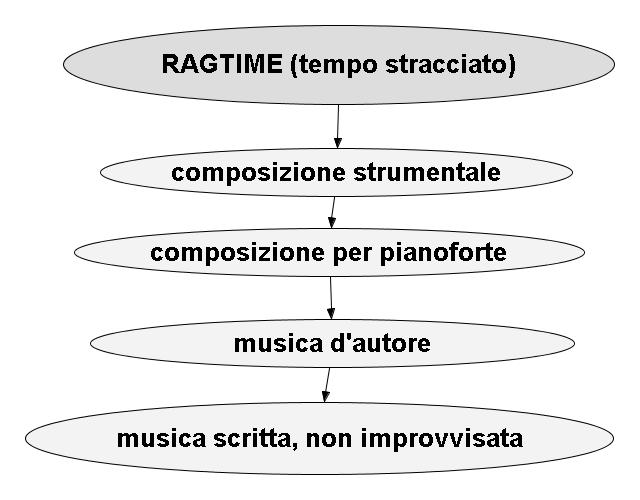 RAGTIME (tempo stracciato)
composizione strumentale
composizione per pianoforte
musica d'autore
musica scritta, non improvvisata